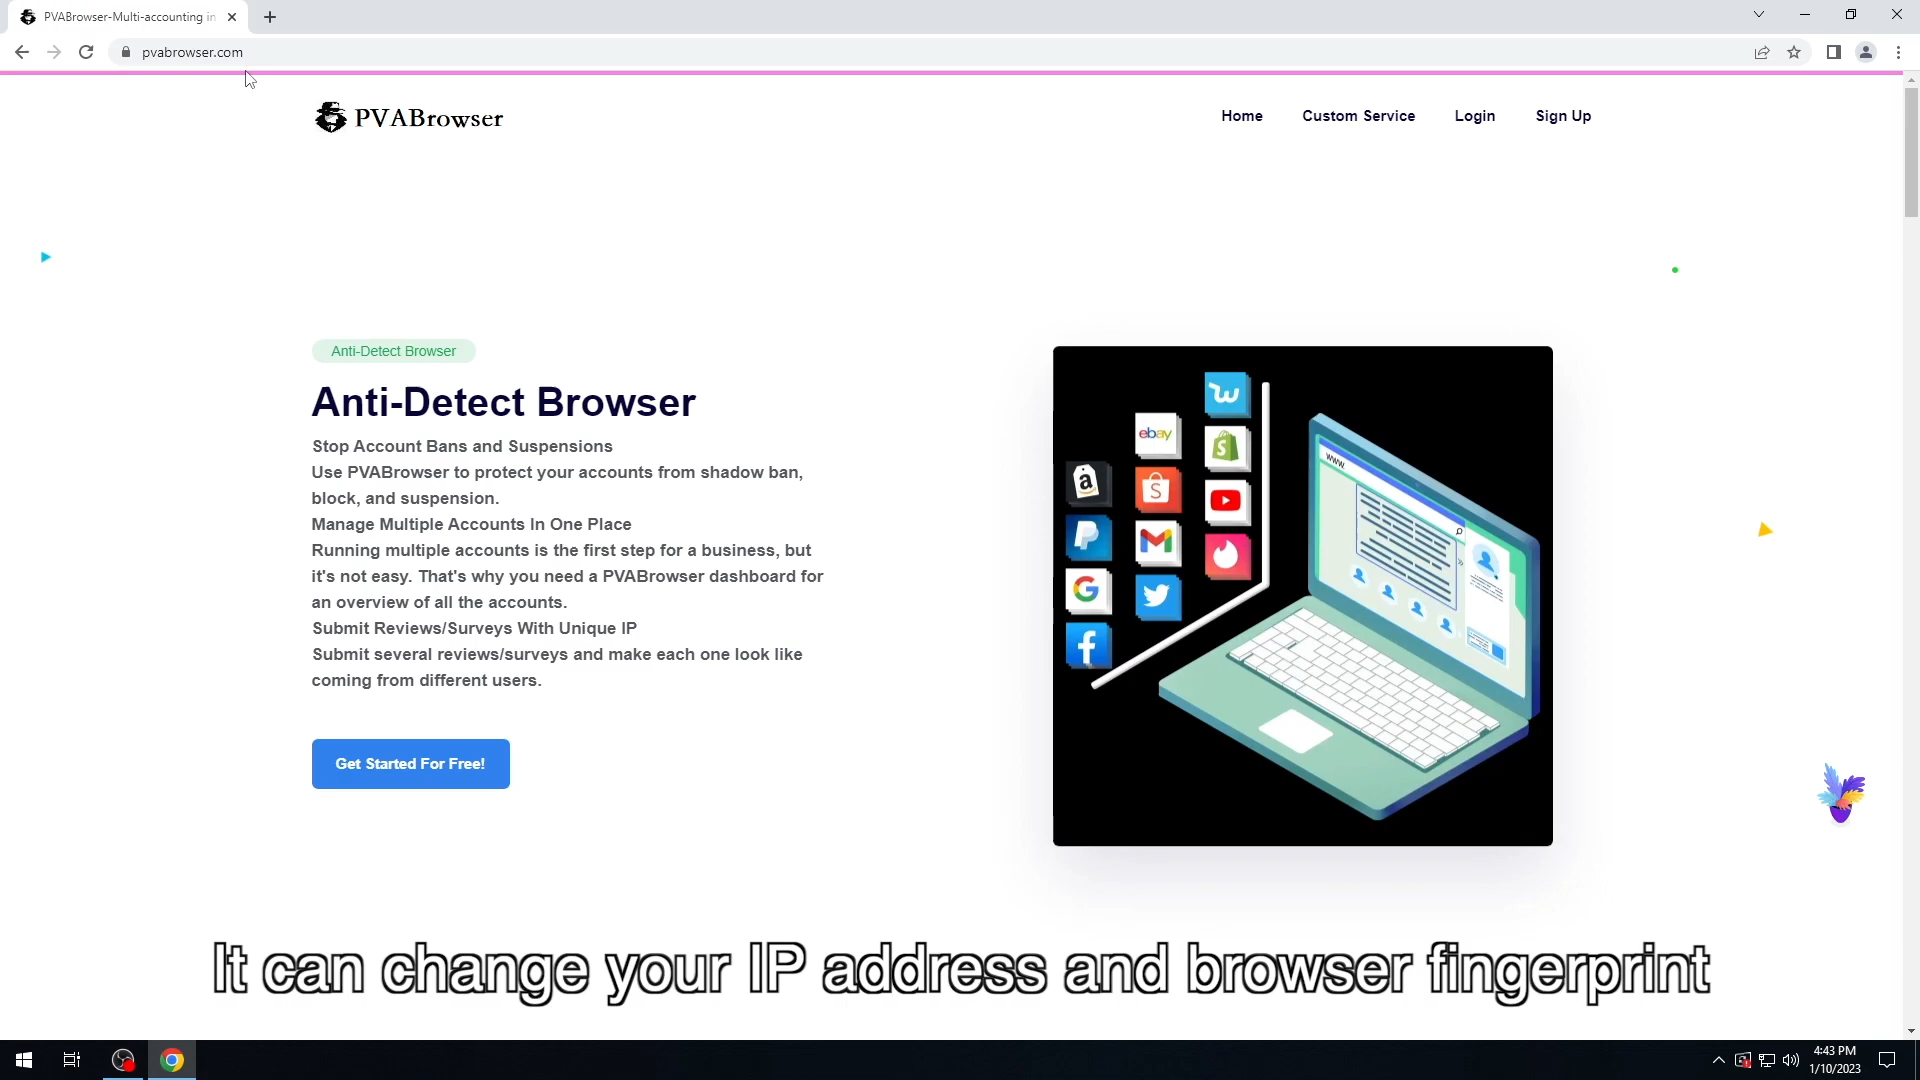 PVABrowser-Multi-accounting in
pvabrowser.com
PVABrowser
Home
Custom Service
Login
Sign Up
Anti-Detect Browser
Anti-Detect Browser
Stop Account Bans and Suspensions
Use PVABrowser to protect your accounts from shadow ban,
block, and suspension.
Manage Multiple Accounts In One Place
Running multiple accounts is the first step for a business, but
it's not easy. That's why you need a PVABrowser dashboard for
an overview of all the accounts.
Submit Reviews/Surveys With Unique IP
Submit several reviews/surveys and make each one look like
coming from different users.
Get Started For Free!
ebay
www
It can change your IP address and browser fingerprint
4:43 PM
1/10/2023